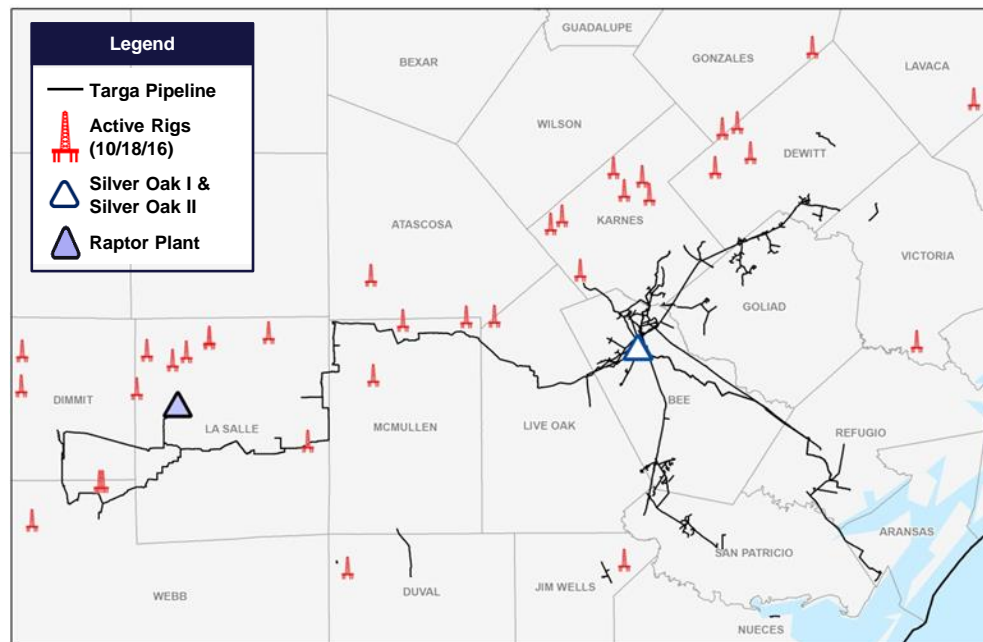 Legend
Targa Pipeline
Active Rigs
(10/18/16)
Silver Oak I &
Silver Oak II
Raptor Plant
GUADALUPE
BEXAR
GONZALES
LAVACA
WILSON
DEWITT
ATASCOSA
KARNES
VICTORIA
GOLIAD
DIMMIT
LA SALLE
MCMULLEN
LIVE OAK
BEE
REFUGIO
ARANSAS
SAN PATRICIO
WEBB
DUVAL
JIM WELLS
NUECES